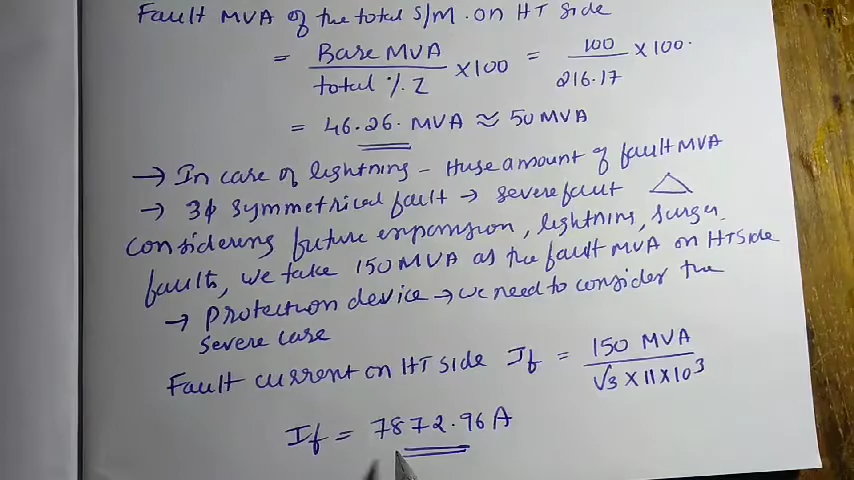 Fault MVA of the total S/M. on HT side
= Base MVA / total %Z × 100 = 100 / 216.17 × 100.
= 46.26. MVA ≈ 50 MVA
→ In case of lightning - Huge amount of fault MVA
→ 3ϕ symmetrical fault → severe fault △
considering future expansion, lightning, surges
faults, we take 150 MVA as the fault MVA on HT side
→ Protection device → we need to consider the
severe case
Fault current on HT side If = 150 MVA / √3 × 11 × 10³
If = 7872.96 A